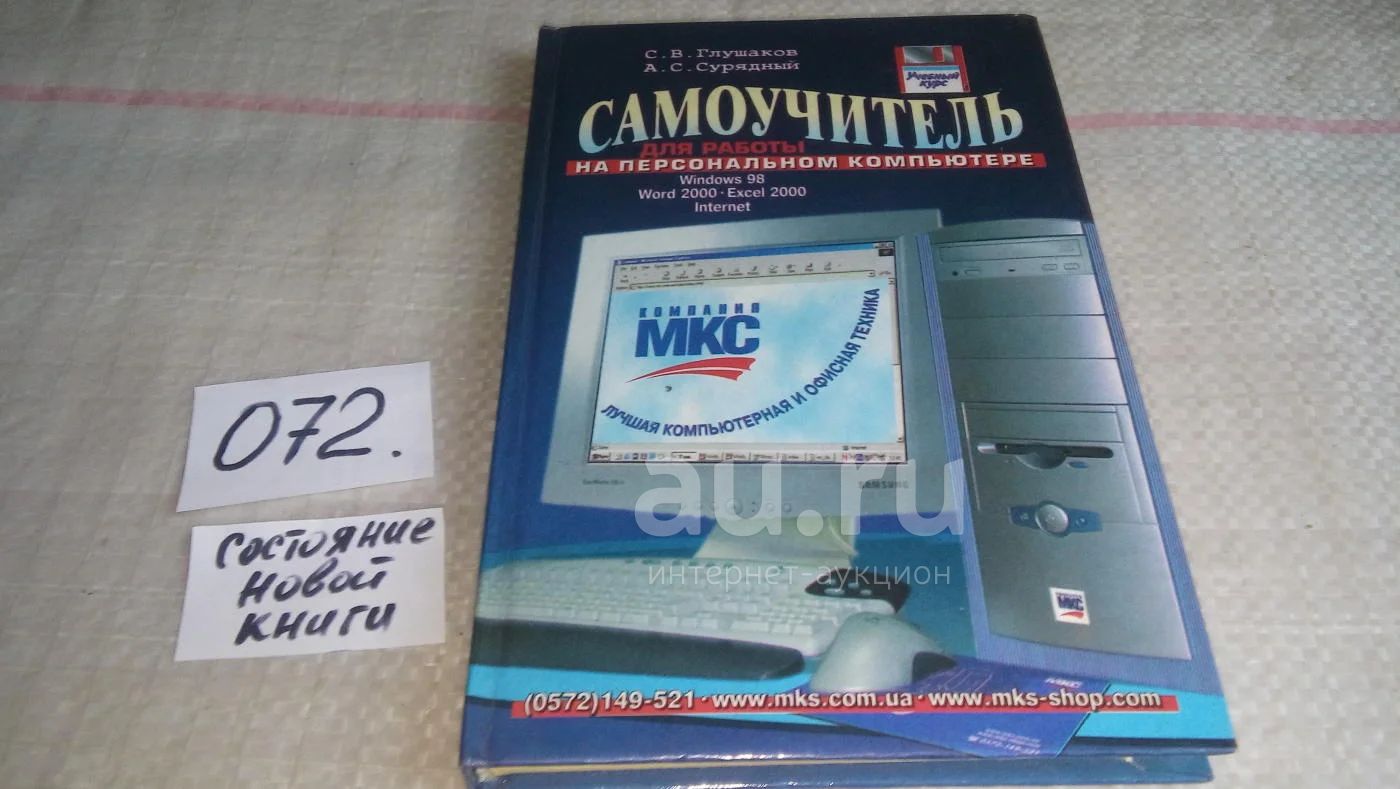 С.В.Глушаков
А.С.Сурядный
Учебный
курс
САМОУЧИТЕЛЬ
ДЛЯ РАБОТЫ
НА ПЕРСОНАЛЬНОМ КОМПЬЮТЕРЕ
Windows 98
Word 2000 · Excel 2000
Internet
КОМПАНИЯ
МКС
ЛУЧШАЯ КОМПЬЮТЕРНАЯ И ОФИСНАЯ ТЕХНИКА
SAMSUNG
072.
Состояние
новой
книги
au.ru
интернет-аукцион
МКС
МКС
(0572)149-521 · www.mks.com.ua · www.mks-shop.com